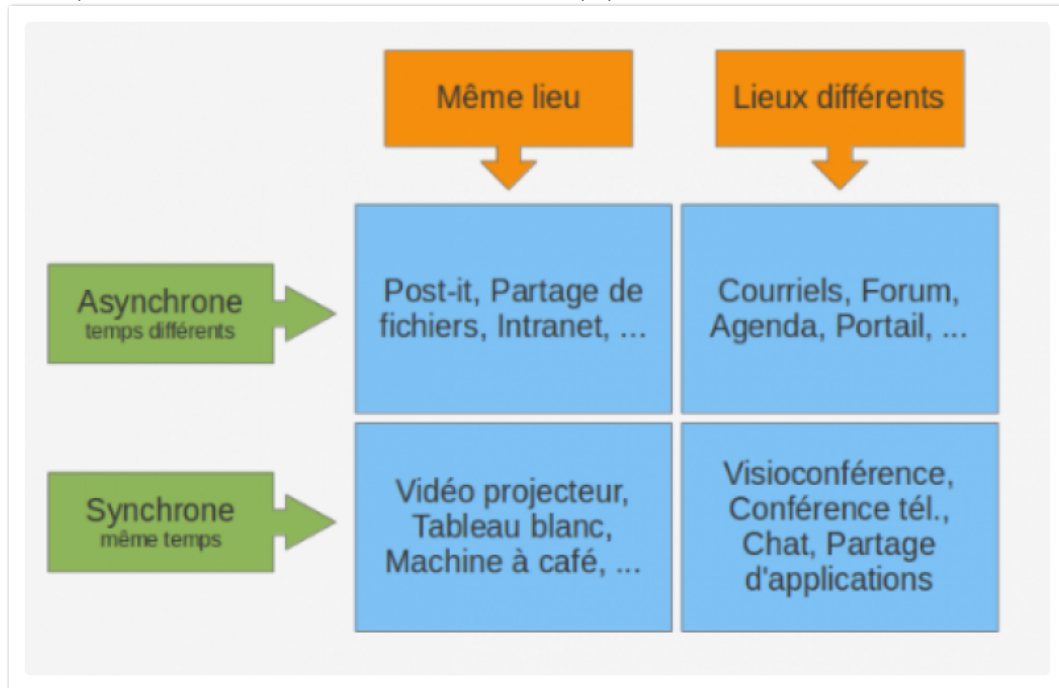 Même lieu
Lieux différents
Asynchrone
temps différents
Post-it, Partage de
fichiers, Intranet, ...
Courriels, Forum,
Agenda, Portail, ...
Synchrone
même temps
Vidéo projecteur,
Tableau blanc,
Machine à café, ...
Visioconférence,
Conférence tél.,
Chat, Partage
d'applications